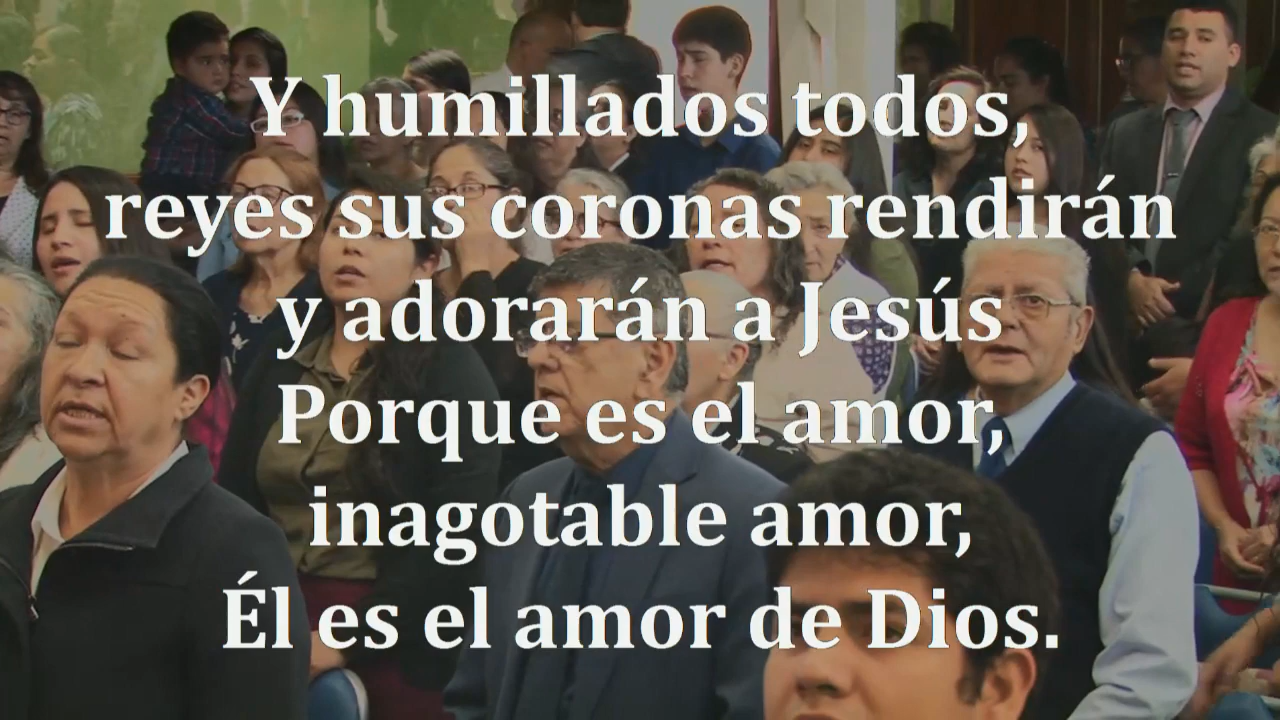 Y humillados todos,
reyes sus coronas rendirán
y adorarán a Jesús
Porque es el amor,
inagotable amor,
Él es el amor de Dios.